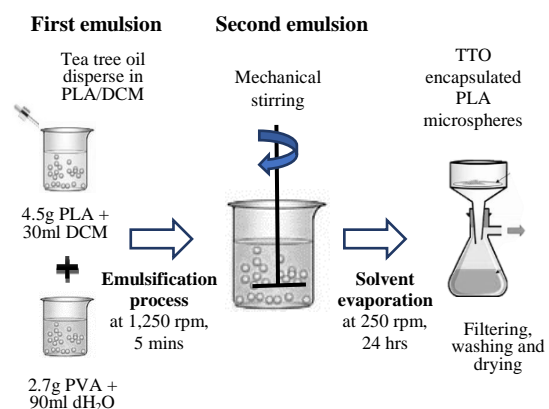 First emulsion
Tea tree oil
disperse in
PLA/DCM
4.5g PLA +
30ml DCM
+
2.7g PVA +
90ml dH₂O
Emulsification
process
at 1,250 rpm,
5 mins
Second emulsion
Mechanical
stirring
Solvent
evaporation
at 250 rpm,
24 hrs
TTO
encapsulated
PLA
microspheres
Filtering,
washing and
drying